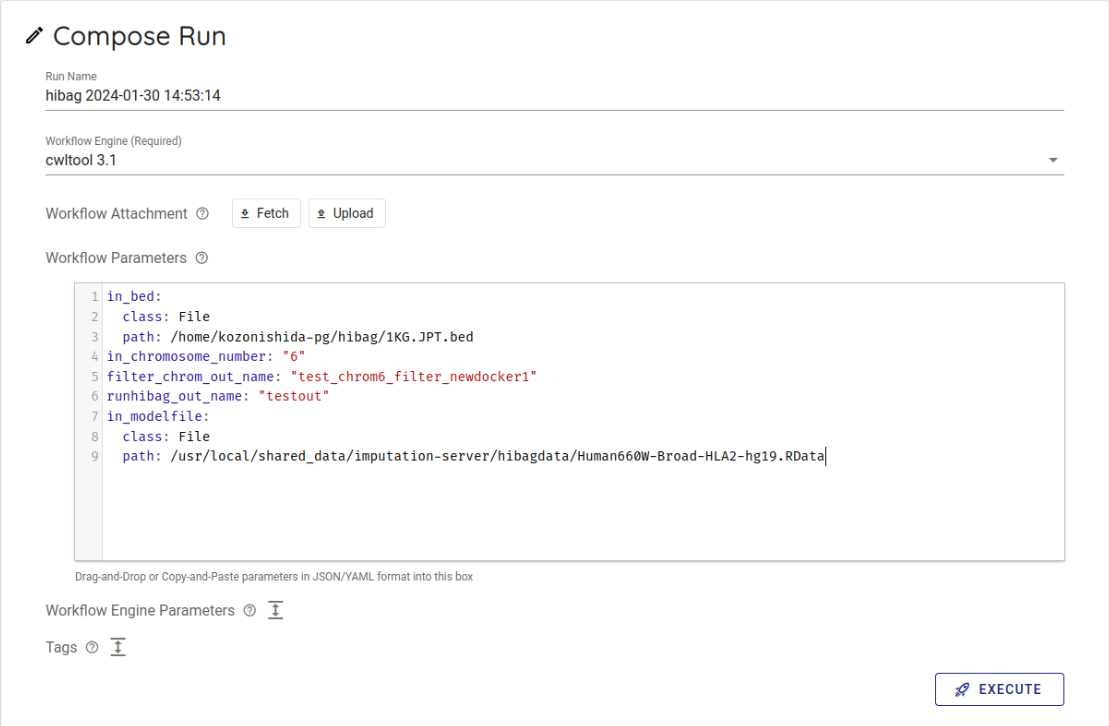 Compose Run
Run Name
hibag 2024-01-30 14:53:14
Workflow Engine (Required)
cwltool 3.1
Workflow Attachment ? Fetch Upload
Workflow Parameters ?
1 in_bed:
2   class: File
3   path: /home/kozonishida-pg/hibag/1KG.JPT.bed
4 in_chromosome_number: "6"
5 filter_chrom_out_name: "test_chrom6_filter_newdocker1"
6 runhibag_out_name: "testout"
7 in_modelfile:
8   class: File
9   path: /usr/local/shared_data/imputation-server/hibagdata/Human660W-Broad-HLA2-hg19.RData
Drag-and-Drop or Copy-and-Paste parameters in JSON/YAML format into this box
Workflow Engine Parameters ?
Tags ?
EXECUTE